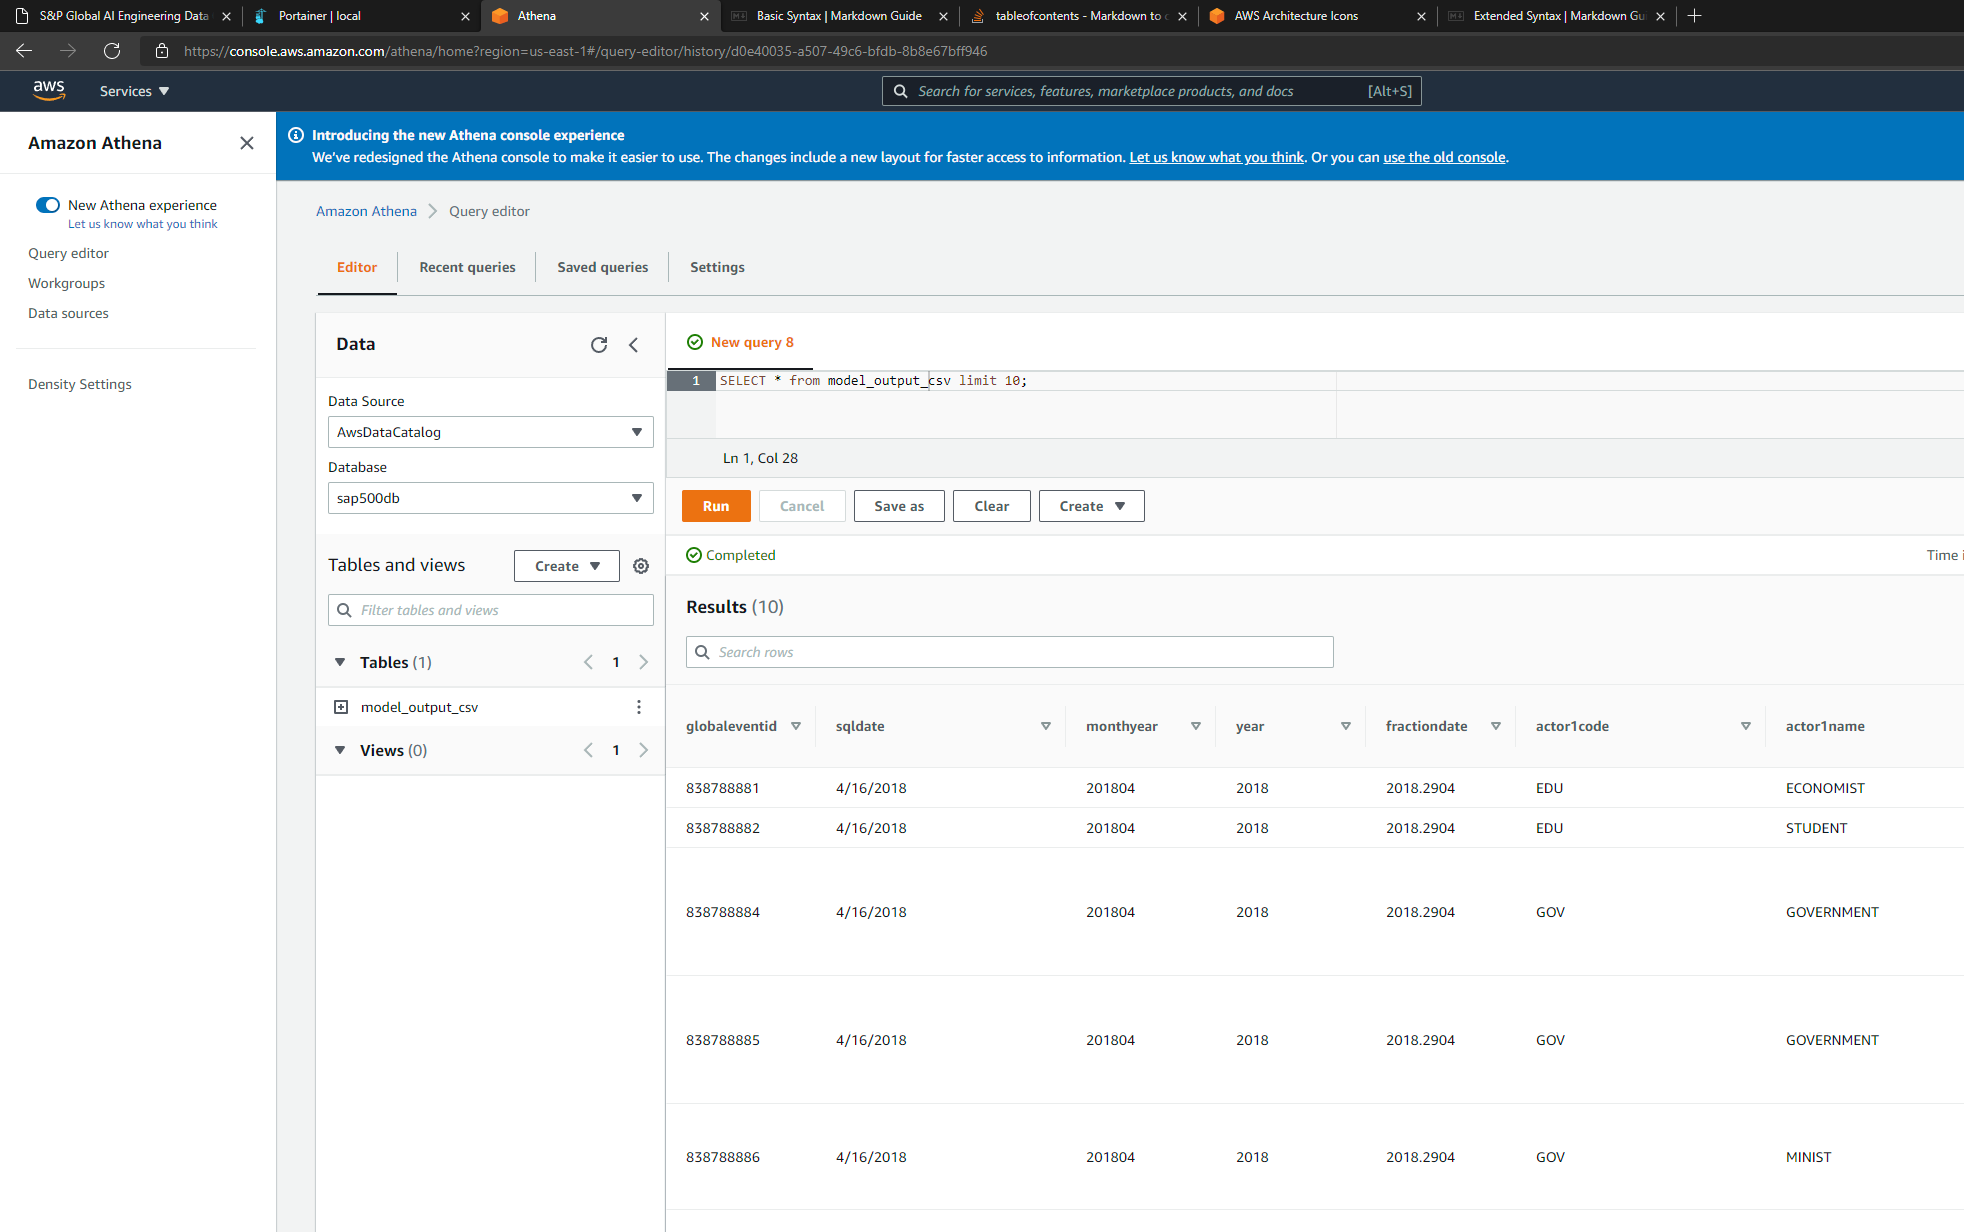 S&P Global AI Engineering Data
Portainer | local
Athena
Basic Syntax | Markdown Guide
tableofcontents - Markdown to c
AWS Architecture Icons
Extended Syntax | Markdown Gu
https://console.aws.amazon.com/athena/home?region=us-east-1#/query-editor/history/d0e40035-a507-49c6-bfdb-8b8e67bff946
aws
Services
Search for services, features, marketplace products, and docs
[Alt+S]
Amazon Athena
Introducing the new Athena console experience
We've redesigned the Athena console to make it easier to use. The changes include a new layout for faster access to information. Let us know what you think. Or you can use the old console.
New Athena experience
Let us know what you think
Query editor
Workgroups
Data sources
Density Settings
Amazon Athena > Query editor
Editor
Recent queries
Saved queries
Settings
Data
Data Source
AwsDataCatalog
Database
sap500db
Tables and views
Create
Filter tables and views
Tables (1)
1
model_output_csv
Views (0)
1
New query 8
1 SELECT * from model_output_csv limit 10;
Ln 1, Col 28
Run
Cancel
Save as
Clear
Create
Completed
Time i
Results (10)
Search rows
globaleventid sqldate monthyear year fractiondate actor1code actor1name
838788881 4/16/2018 201804 2018 2018.2904 EDU ECONOMIST
838788882 4/16/2018 201804 2018 2018.2904 EDU STUDENT
838788884 4/16/2018 201804 2018 2018.2904 GOV GOVERNMENT
838788885 4/16/2018 201804 2018 2018.2904 GOV GOVERNMENT
838788886 4/16/2018 201804 2018 2018.2904 GOV MINIST